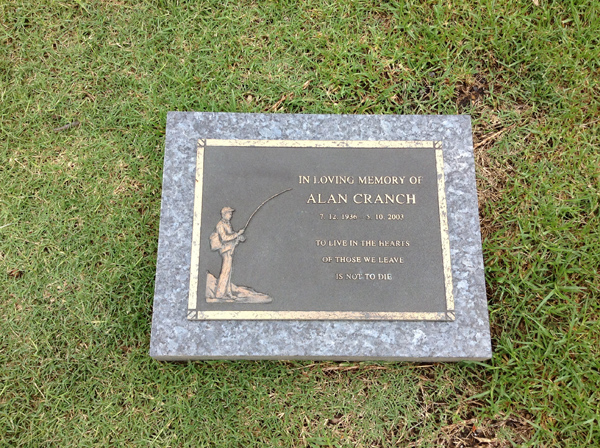 IN LOVING MEMORY OF
ALAN CRANCH
7. 12. 1936 5. 10. 2003
TO LIVE IN THE HEARTS
OF THOSE WE LEAVE
IS NOT TO DIE